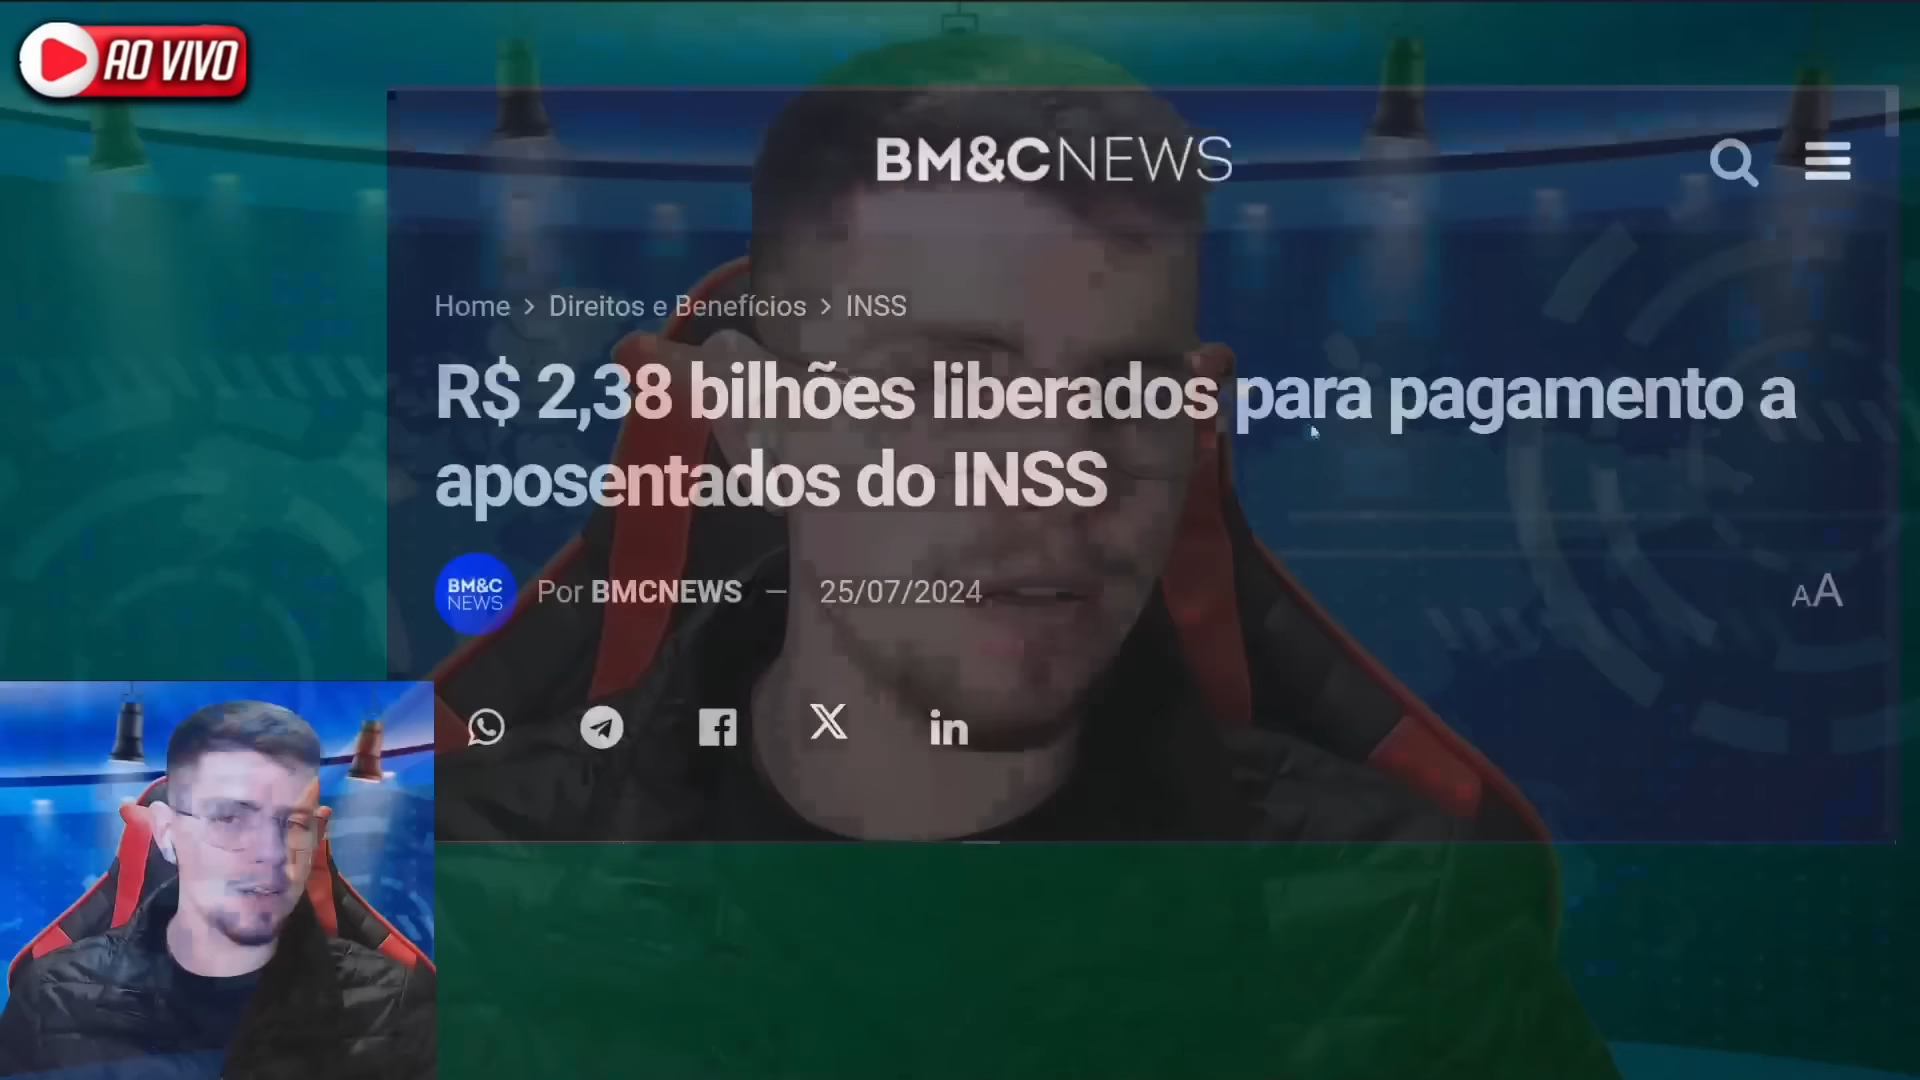 AO VIVO
BM&CNEWS
Home > Direitos e Benefícios > INSS
R$ 2,38 bilhões liberados para pagamento a
aposentados do INSS
BM&C
NEWS
Por BMCNEWS — 25/07/2024
AA